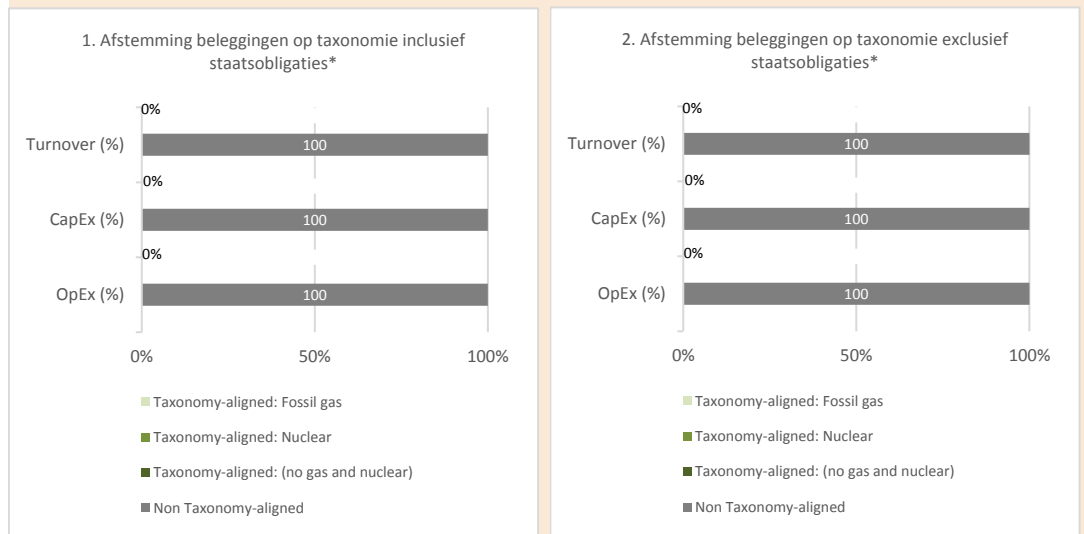 1. Afstemming beleggingen op taxonomie inclusief
staatsobligaties*
0%
Turnover (%)
100
0%
CapEx (%)
100
0%
OpEx (%)
100
0%
50%
100%
Taxonomy-aligned: Fossil gas
Taxonomy-aligned: Nuclear
Taxonomy-aligned: (no gas and nuclear)
Non Taxonomy-aligned
2. Afstemming beleggingen op taxonomie exclusief
staatsobligaties*
0%
Turnover (%)
100
0%
CapEx (%)
100
0%
OpEx (%)
100
0%
50%
100%
Taxonomy-aligned: Fossil gas
Taxonomy-aligned: Nuclear
Taxonomy-aligned: (no gas and nuclear)
Non Taxonomy-aligned